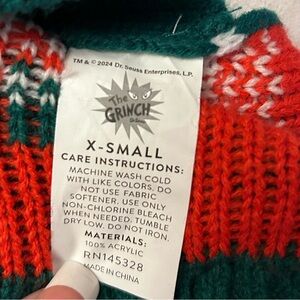 TM & © 2024 Dr. Seuss Enterprises, L.P.
The
GRINCH
X-SMALL
CARE INSTRUCTIONS:
MACHINE WASH COLD
WITH LIKE COLORS, DO
NOT USE FABRIC
SOFTENER. USE ONLY
NON-CHLORINE BLEACH
WHEN NEEDED. TUMBLE
DRY LOW. DO NOT IRON.
MATERIALS:
100% ACRYLIC
RN145328
MADE IN CHINA